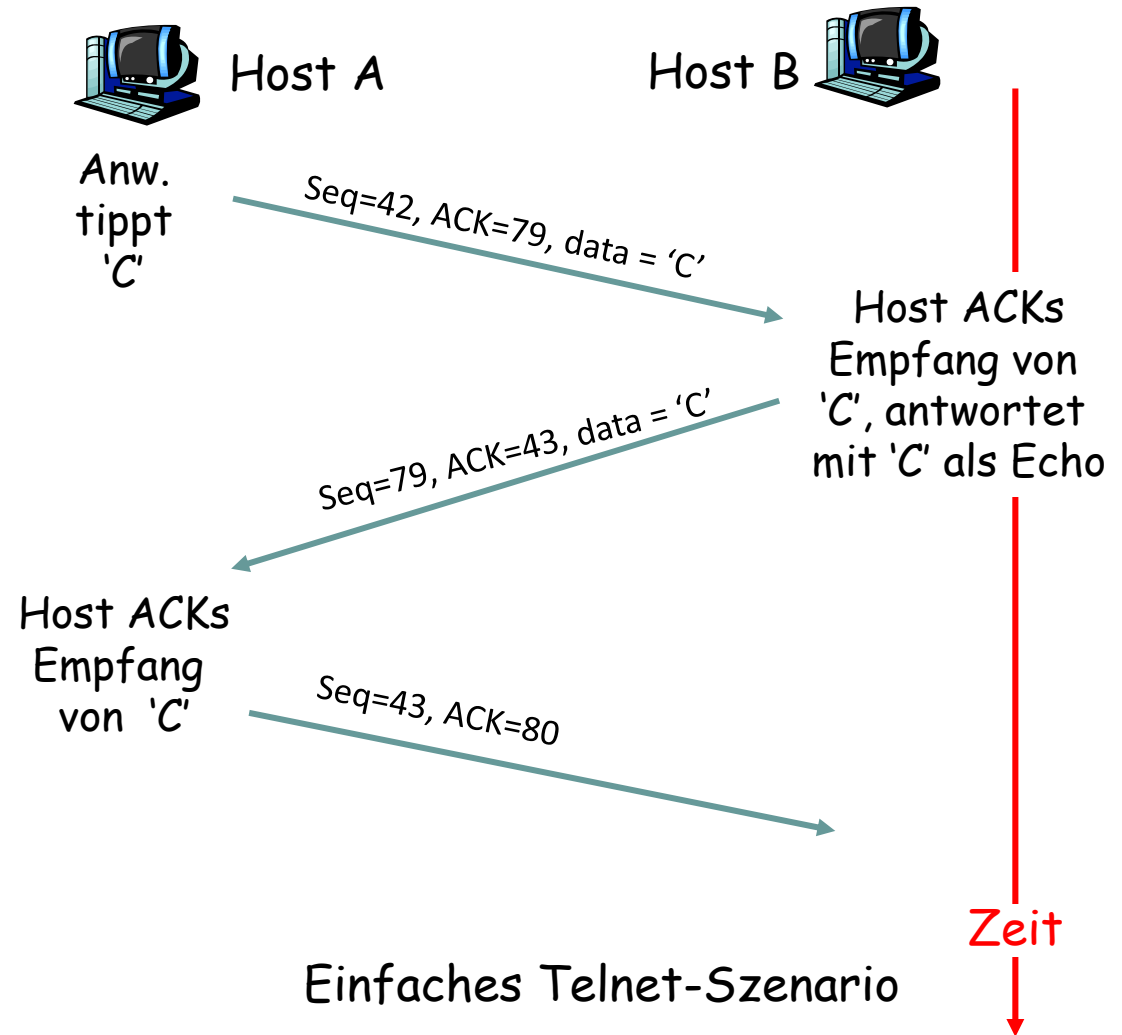 Host A
Host B
Anw.
tippt
‘C’
Seq=42, ACK=79, data = ‘C’
Host ACKs
Empfang von
‘C’, antwortet
mit ‘C’ als Echo
Seq=79, ACK=43, data = ‘C’
Host ACKs
Empfang
von ‘C’
Seq=43, ACK=80
Zeit
Einfaches Telnet-Szenario